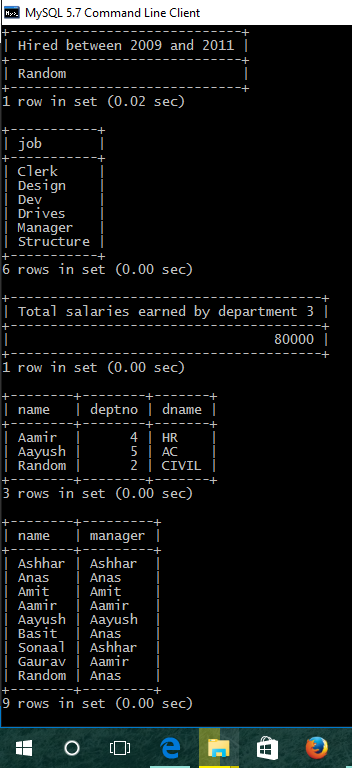 MySQL 5.7 Command Line Client
+---------------------------+
| Hired between 2009 and 2011 |
+---------------------------+
| Random                      |
+---------------------------+
1 row in set (0.02 sec)

+-----------+
| job       |
+-----------+
| Clerk     |
| Design    |
| Dev       |
| Drives    |
| Manager   |
| Structure |
+-----------+
6 rows in set (0.00 sec)

+---------------------------------------+
| Total salaries earned by department 3 |
+---------------------------------------+
|                                 80000 |
+---------------------------------------+
1 row in set (0.00 sec)

+--------+--------+-------+
| name   | deptno | dname |
+--------+--------+-------+
| Aamir  |      4 | HR    |
| Aayush |      5 | AC    |
| Random |      2 | CIVIL |
+--------+--------+-------+
3 rows in set (0.00 sec)

+--------+---------+
| name   | manager |
+--------+---------+
| Ashhar | Ashhar  |
| Anas   | Anas    |
| Amit   | Amit    |
| Aamir  | Aamir   |
| Aayush | Aayush  |
| Basit  | Anas    |
| Sonaal | Ashhar  |
| Gaurav | Aamir   |
| Random | Anas    |
+--------+---------+
9 rows in set (0.00 sec)